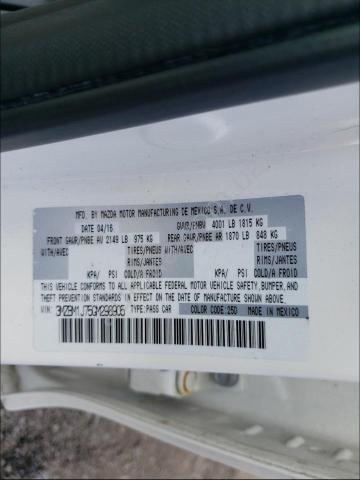 MFD. BY MAZDA MOTOR MANUFACTURING DE MEXICO S.A. DE C.V.
DATE 04/16 GVWR/PNBV 4001 LB 1815 KG
FRONT GAWR/PNBE AV 2149 LB 975 KG REAR GAWR/PNBE AR 1870 LB 848 KG
WITH/AVEC TIRES/PNEUS WITH/AVEC TIRES/PNEUS
RIMS/JANTES RIMS/JANTES
KPA/ PSI COLD/A FROID KPA/ PSI COLD/A FROID
THIS VEHICLE CONFORMS TO ALL APPLICABLE FEDERAL MOTOR VEHICLE SAFETY, BUMPER, AND
THEFT PREVENTION STANDARDS IN EFFECT ON THE DATE OF MANUFACTURE SHOWN ABOVE.
VIN: 3MZBM1J75GM298905 TYPE: PASS CAR COLOR CODE: 25D MADE IN MEXICO